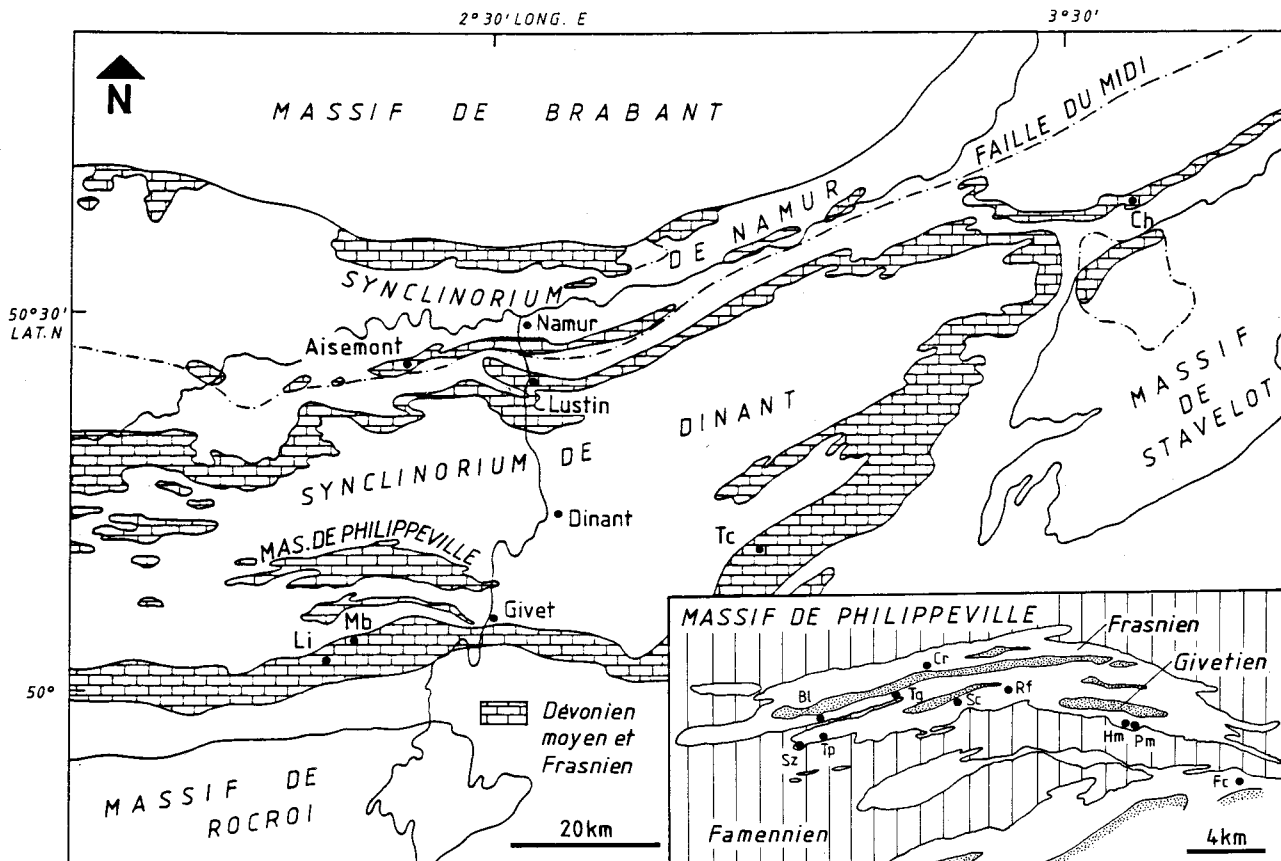 2° 30' LONG. E
3° 30'
N
MASSIF DE BRABANT
FAILLE DU MIDI
Ch
SYNCLINORIUM DE NAMUR
50° 30'
LAT. N
Namur
Aisemont
Lustin
MASSIF
DE
STAVELOT
SYNCLINORIUM DE DINANT
Dinant
Tc
MAS. DE PHILIPPEVILLE
Givet
Mb
Li
50°
Dévonien
moyen et
Frasnien
MASSIF DE
ROCROI
20km
MASSIF DE PHILIPPEVILLE
Frasnien
Givetien
Cr
Bl
Tq
Sc
Rf
Hm
Pm
Sz
Tp
Fc
Famennien
4km